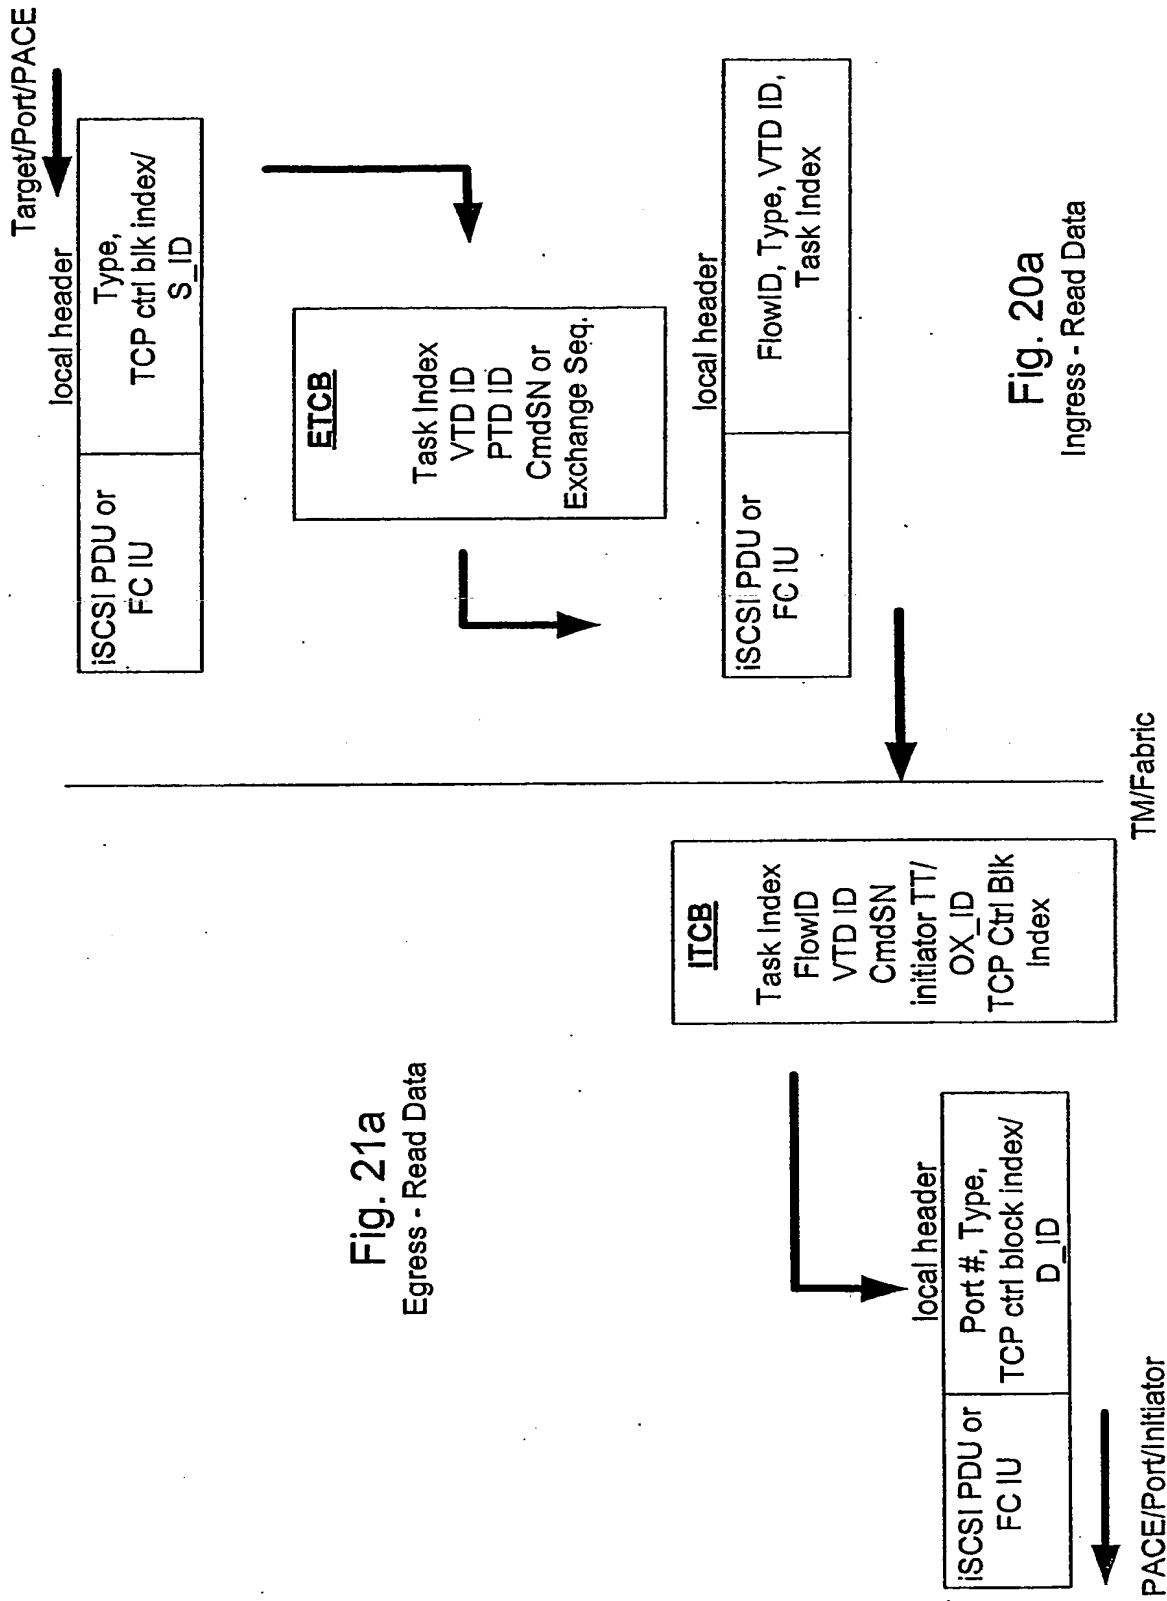 Target/Port/PACE
local header
iSCSI PDU or
FC IU
Type,
TCP ctrl blk index/
S_ID
ETCB
Task Index
VTD ID
PTD ID
CmdSN or
Exchange Seq.
local header
iSCSI PDU or
FC IU
FlowID, Type, VTD ID,
Task Index
Fig. 20a
Ingress - Read Data
TM/Fabric
Fig. 21a
Egress - Read Data
ITCB
Task Index
FlowID
VTD ID
CmdSN
initiator TT/
OX_ID
TCP Ctrl Blk
Index
local header
iSCSI PDU or
FC IU
Port #, Type,
TCP ctrl block index/
D_ID
PACE/Port/Initiator